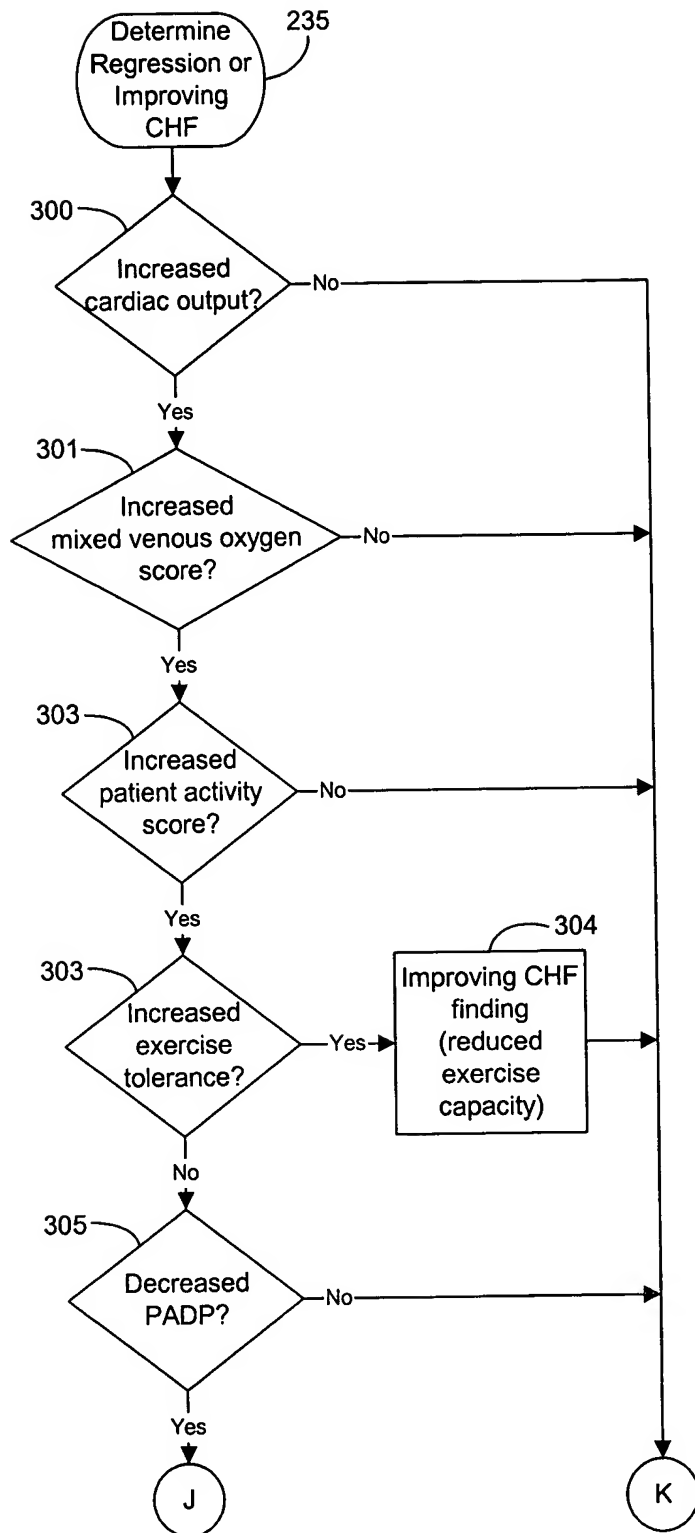 Determine
Regression or
Improving
CHF
235
300
Increased
cardiac output?
No
Yes
301
Increased
mixed venous oxygen
score?
No
Yes
303
Increased
patient activity
score?
No
Yes
303
Increased
exercise
tolerance?
Yes
304
Improving CHF
finding
(reduced
exercise
capacity)
No
305
Decreased
PADP?
No
Yes
J
K